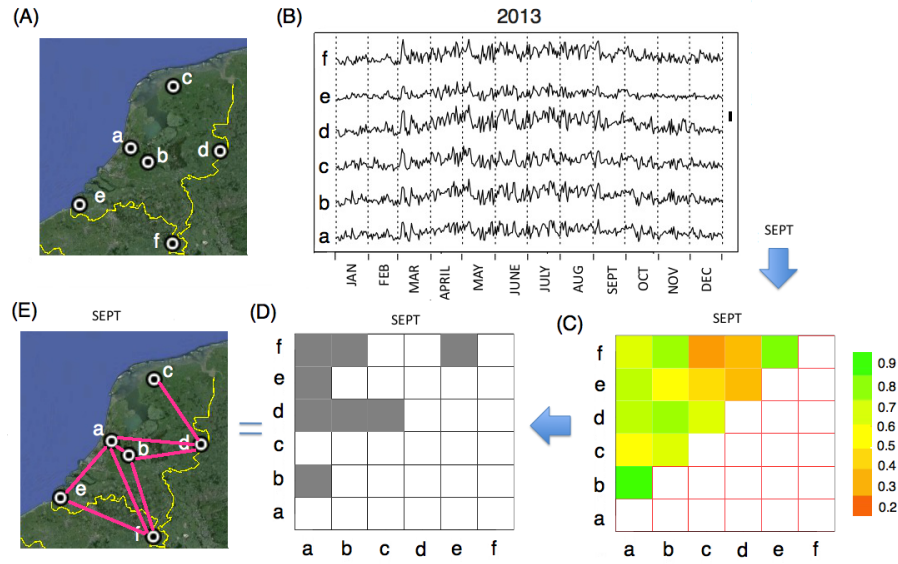 (A)
c
a
b
d
e
f
(B)
2013
f
e
d
c
b
a
JAN
FEB
MAR
APRIL
MAY
JUNE
JULY
AUG
SEPT
OCT
NOV
DEC
SEPT
(E)
SEPT
c
a
b
d
e
f
(D)
SEPT
f
e
d
c
b
a
a b c d e f
(C)
SEPT
f
e
d
c
b
a
a b c d e f
0.9
0.8
0.7
0.6
0.5
0.4
0.3
0.2